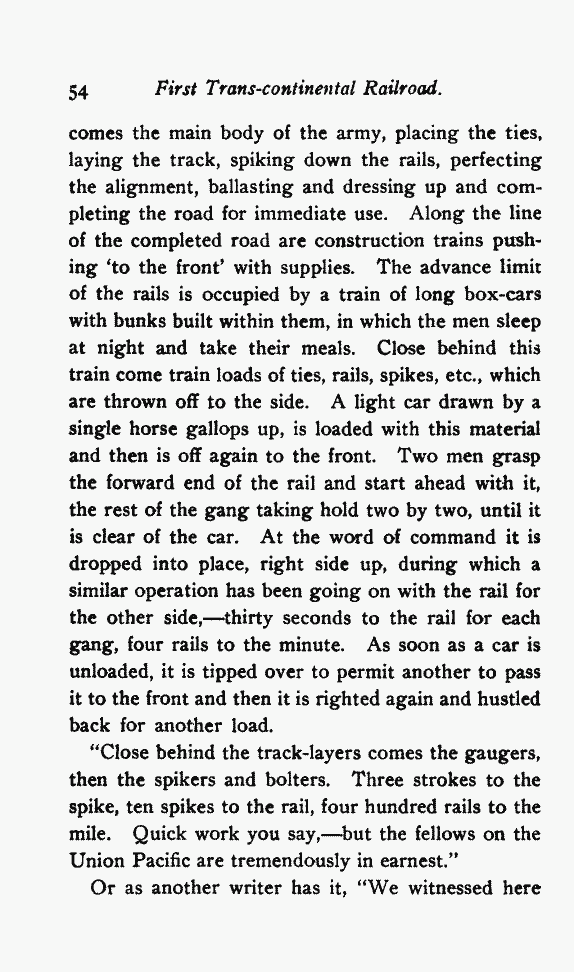 54 First Trans-continental Railroad.
comes the main body of the army, placing the ties,
laying the track, spiking down the rails, perfecting
the alignment, ballasting and dressing up and com-
pleting the road for immediate use. Along the line
of the completed road are construction trains push-
ing ‘to the front’ with supplies. The advance limit
of the rails is occupied by a train of long box-cars
with bunks built within them, in which the men sleep
at night and take their meals. Close behind this
train come train loads of ties, rails, spikes, etc., which
are thrown off to the side. A light car drawn by a
single horse gallops up, is loaded with this material
and then is off again to the front. Two men grasp
the forward end of the rail and start ahead with it,
the rest of the gang taking hold two by two, until it
is clear of the car. At the word of command it is
dropped into place, right side up, during which a
similar operation has been going on with the rail for
the other side,—thirty seconds to the rail for each
gang, four rails to the minute. As soon as a car is
unloaded, it is tipped over to permit another to pass
it to the front and then it is righted again and hustled
back for another load.
“Close behind the track-layers comes the gaugers,
then the spikers and bolters. Three strokes to the
spike, ten spikes to the rail, four hundred rails to the
mile. Quick work you say,—but the fellows on the
Union Pacific are tremendously in earnest.”
Or as another writer has it, “We witnessed here